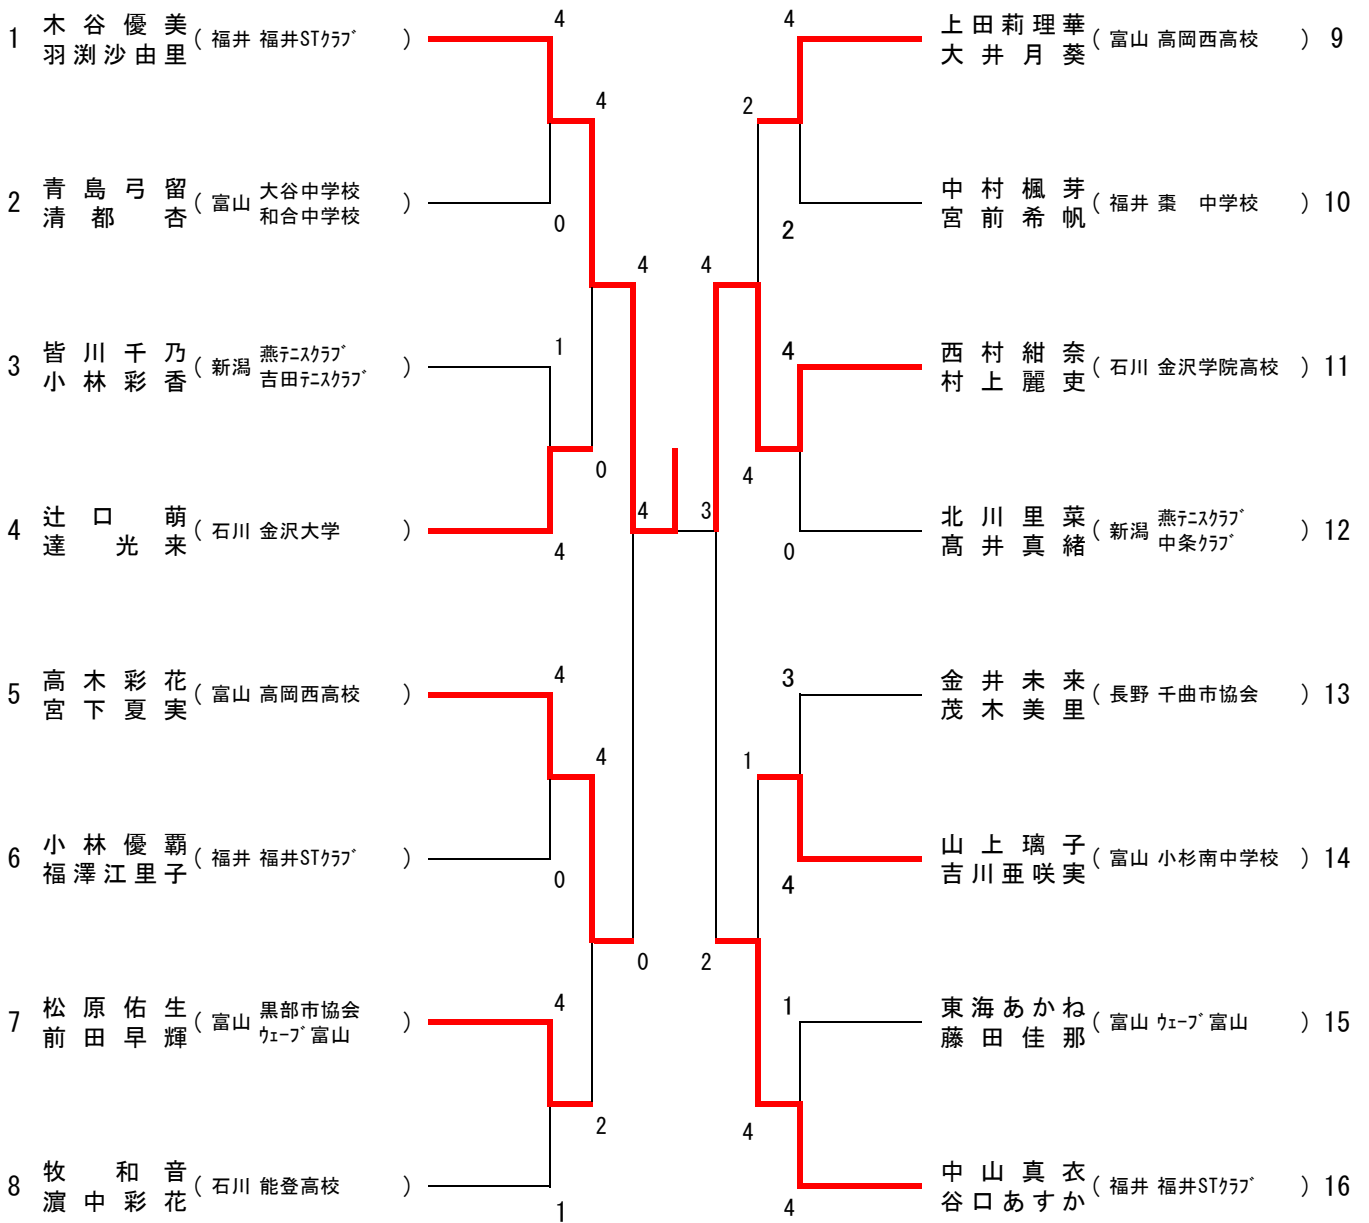 1 木谷優美 羽渕沙由里 ( 福井 福井STｸﾗﾌﾞ )
2 青島弓留 清都杏 ( 富山 大谷中学校 和合中学校 )
3 皆川千乃 小林彩香 ( 新潟 燕ﾃﾆｽｸﾗﾌﾞ 吉田ﾃﾆｽｸﾗﾌﾞ )
4 辻口萌 達光来 ( 石川 金沢大学 )
5 高木彩花 宮下夏実 ( 富山 高岡西高校 )
6 小林優覇 福澤江里子 ( 福井 福井STｸﾗﾌﾞ )
7 松原佑生 前田早輝 ( 富山 黒部市協会 ｳｪｰﾌﾞ富山 )
8 牧和音 濵中彩花 ( 石川 能登高校 )
4
4
0
4
1
0
4
4
4
4
0
0
4
2
1
4
2
2
4
4
4
0
3
3
1
4
2
1
4
4
上田莉理華 大井月葵 ( 富山 高岡西高校 ) 9
中村楓芽 宮前希帆 ( 福井 棗 中学校 ) 10
西村紺奈 村上麗吏 ( 石川 金沢学院高校 ) 11
北川里菜 髙井真緒 ( 新潟 燕ﾃﾆｽｸﾗﾌﾞ 中条ｸﾗﾌﾞ ) 12
金井未来 茂木美里 ( 長野 千曲市協会 ) 13
山上璃子 吉川亜咲実 ( 富山 小杉南中学校 ) 14
東海あかね 藤田佳那 ( 富山 ｳｪｰﾌﾞ富山 ) 15
中山真衣 谷口あすか ( 福井 福井STｸﾗﾌﾞ ) 16